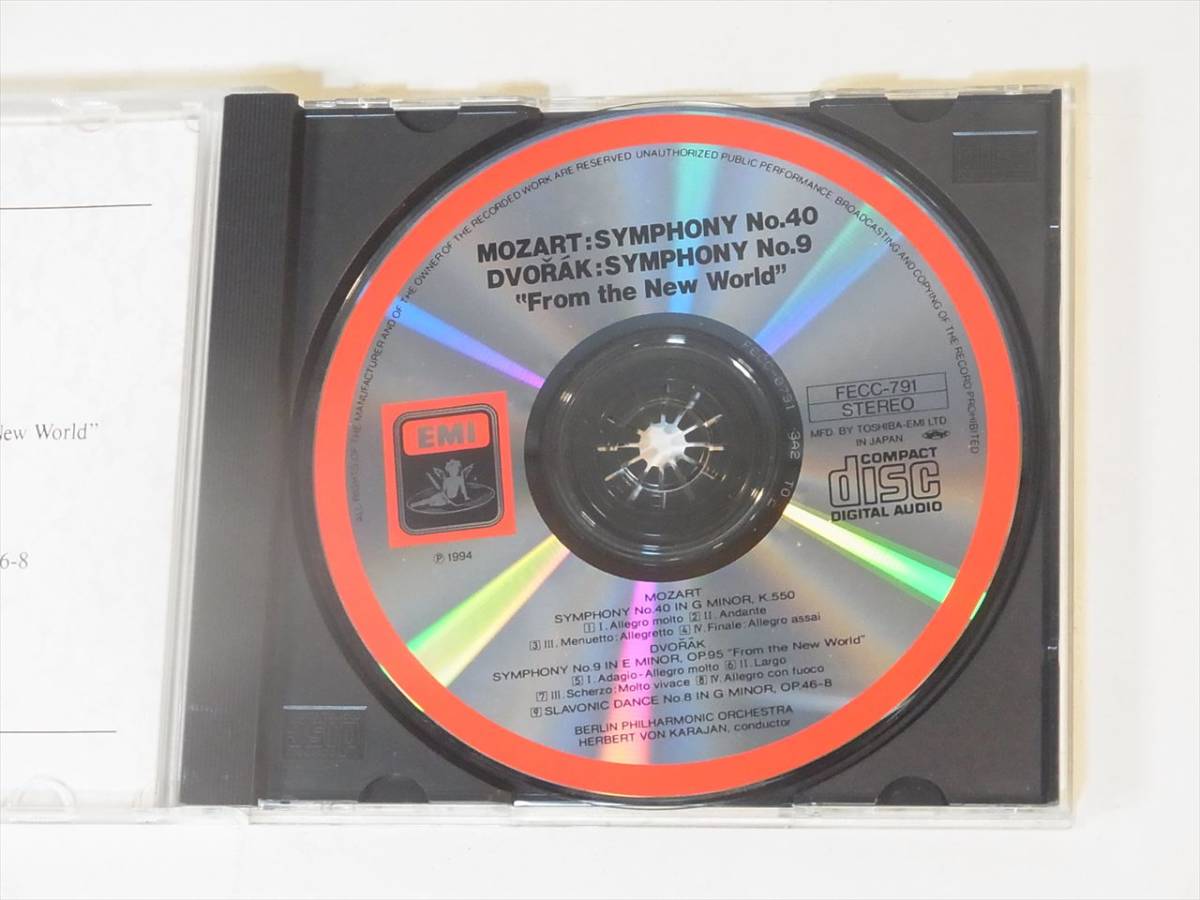 New World"
6-8
ALL RIGHTS OF THE MANUFACTURER AND OF THE OWNER OF THE RECORDED WORK ARE RESERVED UNAUTHORIZED PUBLIC PERFORMANCE BROADCASTING AND COPYING OF THE RECORD PROHIBITED
MOZART:SYMPHONY No.40
DVOŘÁK:SYMPHONY No.9
"From the New World"
FECC-791
STEREO
MFD. BY TOSHIBA-EMI LTD.
IN JAPAN
COMPACT
disc
DIGITAL AUDIO
EMI
Ⓟ 1994
MOZART
SYMPHONY No.40 IN G MINOR, K.550
1 I. Allegro molto 2 II. Andante
3 III. Menuetto: Allegretto 4 IV. Finale: Allegro assai
DVOŘÁK
SYMPHONY No.9 IN E MINOR, OP.95 "From the New World"
5 I. Adagio-Allegro molto 6 II. Largo
7 III. Scherzo: Molto vivace 8 IV. Allegro con fuoco
9 SLAVONIC DANCE No.8 IN G MINOR, OP.46-8
BERLIN PHILHARMONIC ORCHESTRA
HERBERT VON KARAJAN, conductor